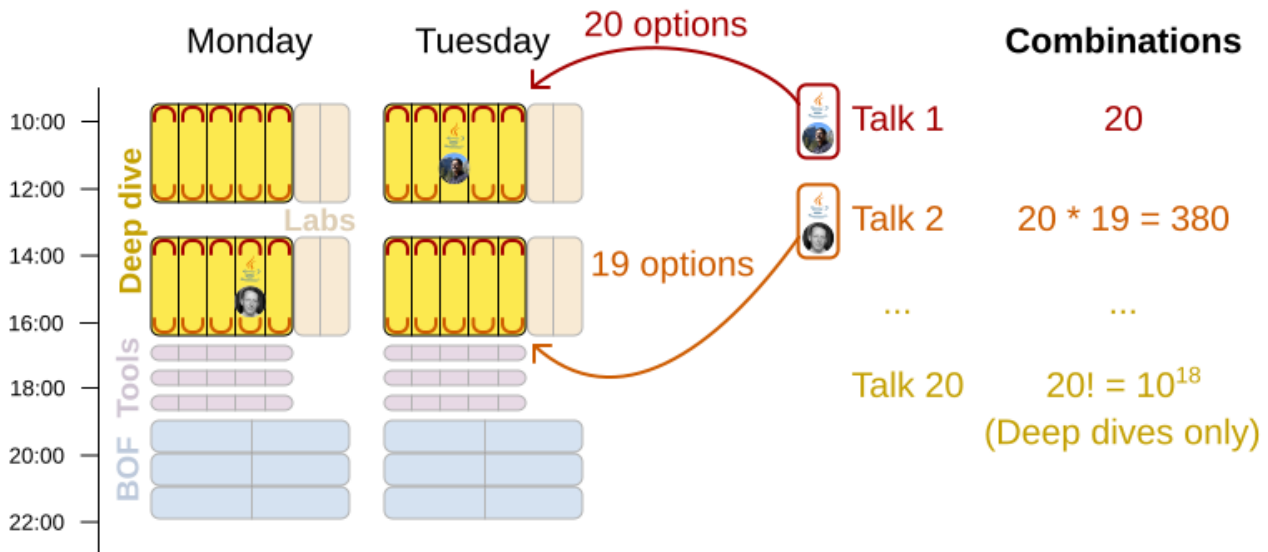 Monday
Tuesday
20 options
Combinations
10:00
12:00
14:00
16:00
18:00
20:00
22:00
Deep dive
Labs
Tools
BOF
19 options
Talk 1
20
Talk 2
20 * 19 = 380
...
...
Talk 20
20! = 10¹⁸
(Deep dives only)